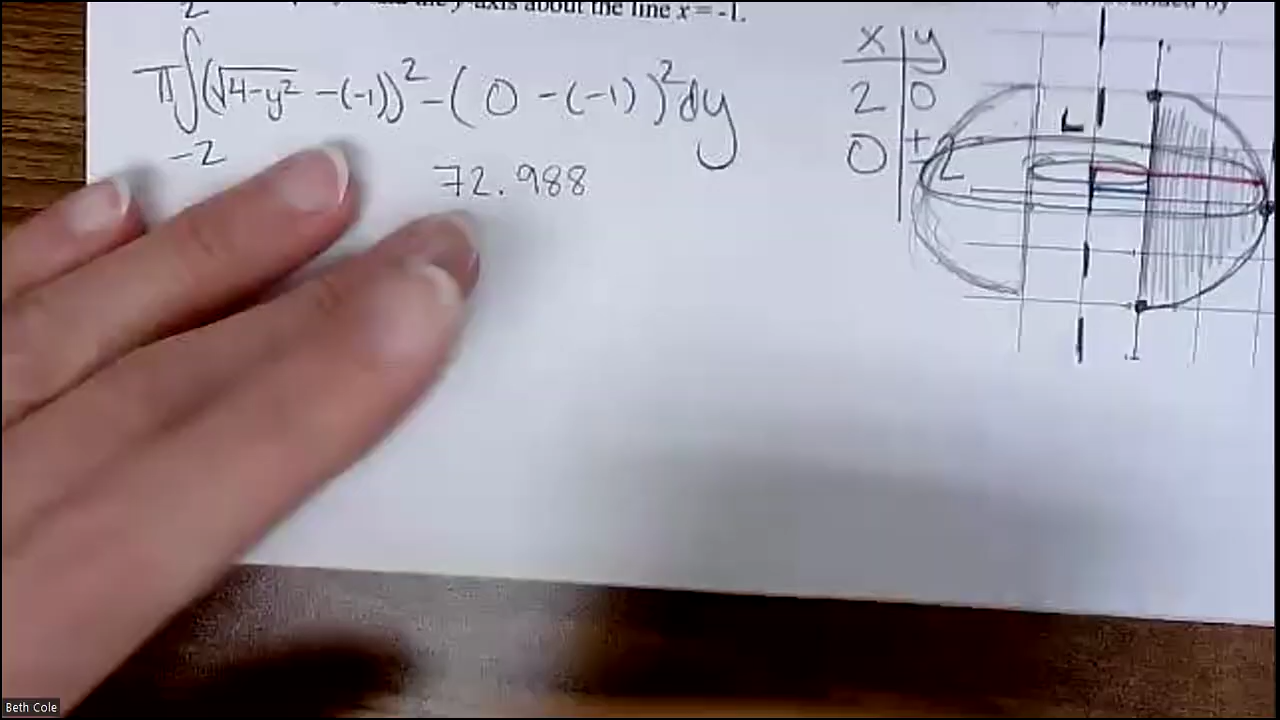 axis about the line x = -1.
2
π∫(√4-y² -(-1))² - (0 -(-1))² dy
-2
72.988
x | y
2 | 0
0 | ±2
L
Beth Cole